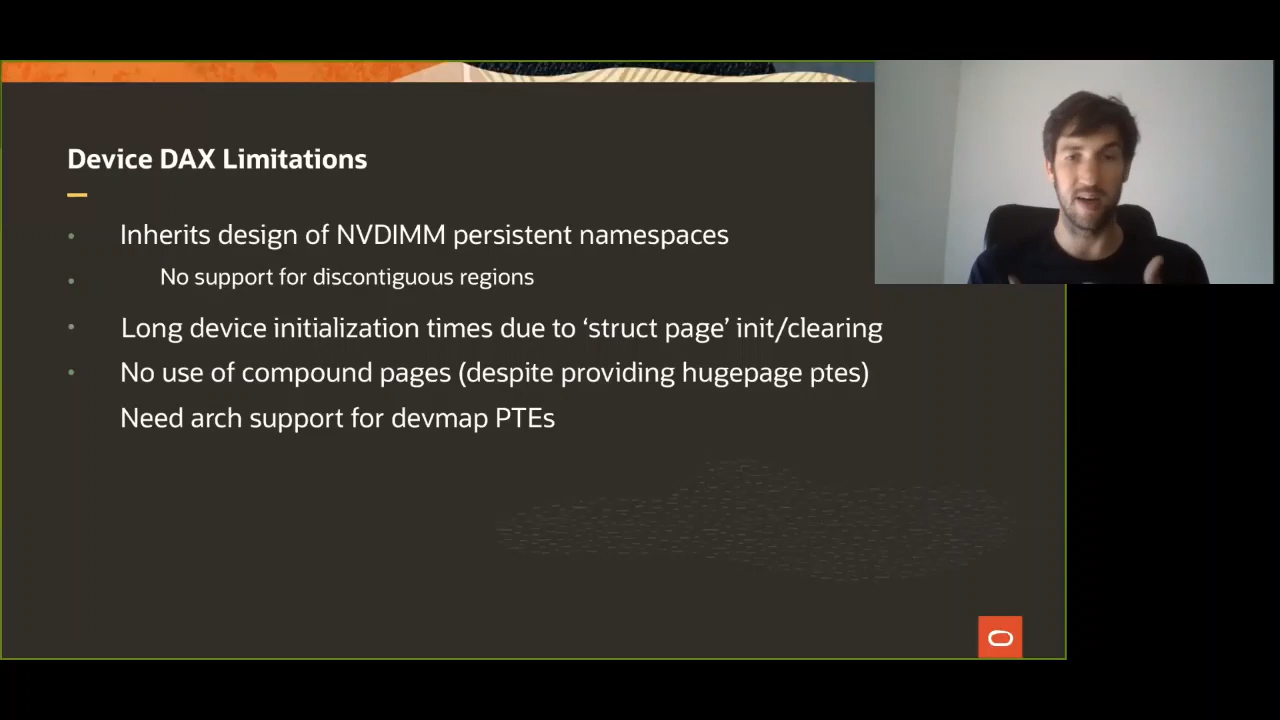 Device DAX Limitations
Inherits design of NVDIMM persistent namespaces
No support for discontiguous regions
Long device initialization times due to ‘struct page’ init/clearing
No use of compound pages (despite providing hugepage ptes)
Need arch support for devmap PTEs